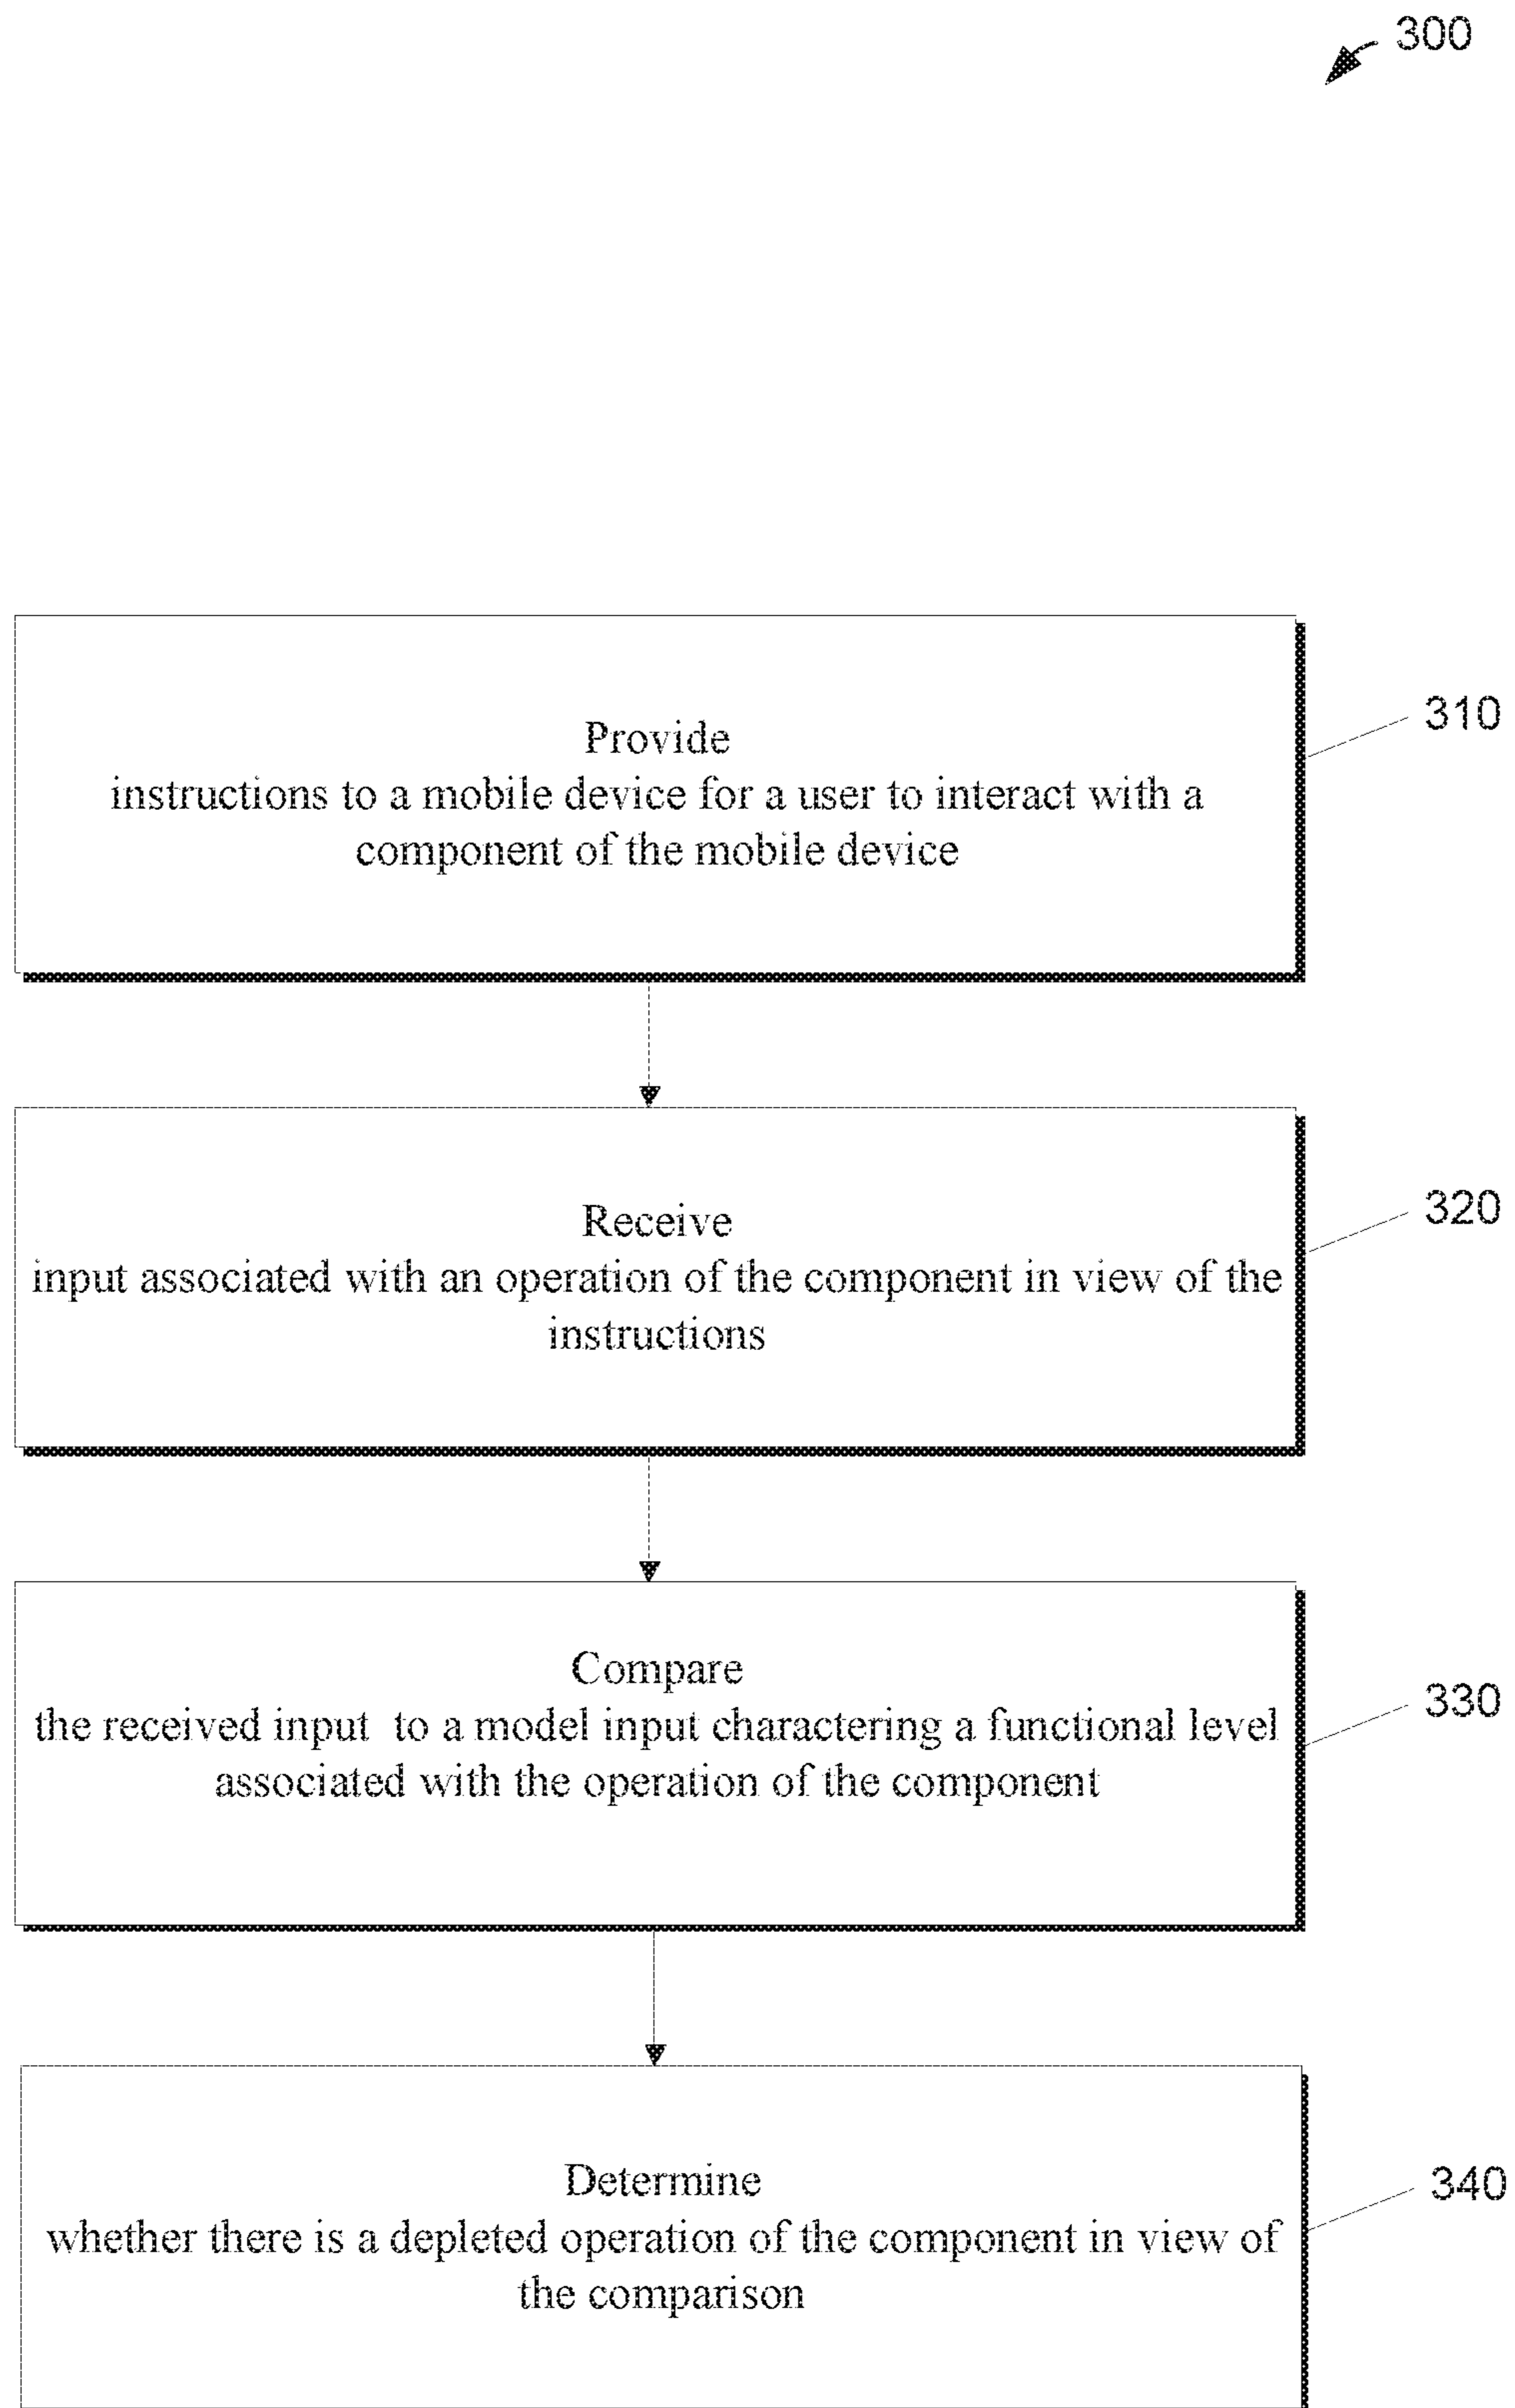 300
Provide
instructions to a mobile device for a user to interact with a
component of the mobile device
310
Receive
input associated with an operation of the component in view of the
instructions
320
Compare
the received input to a model input charactering a functional level
associated with the operation of the component
330
Determine
whether there is a depleted operation of the component in view of
the comparison
340